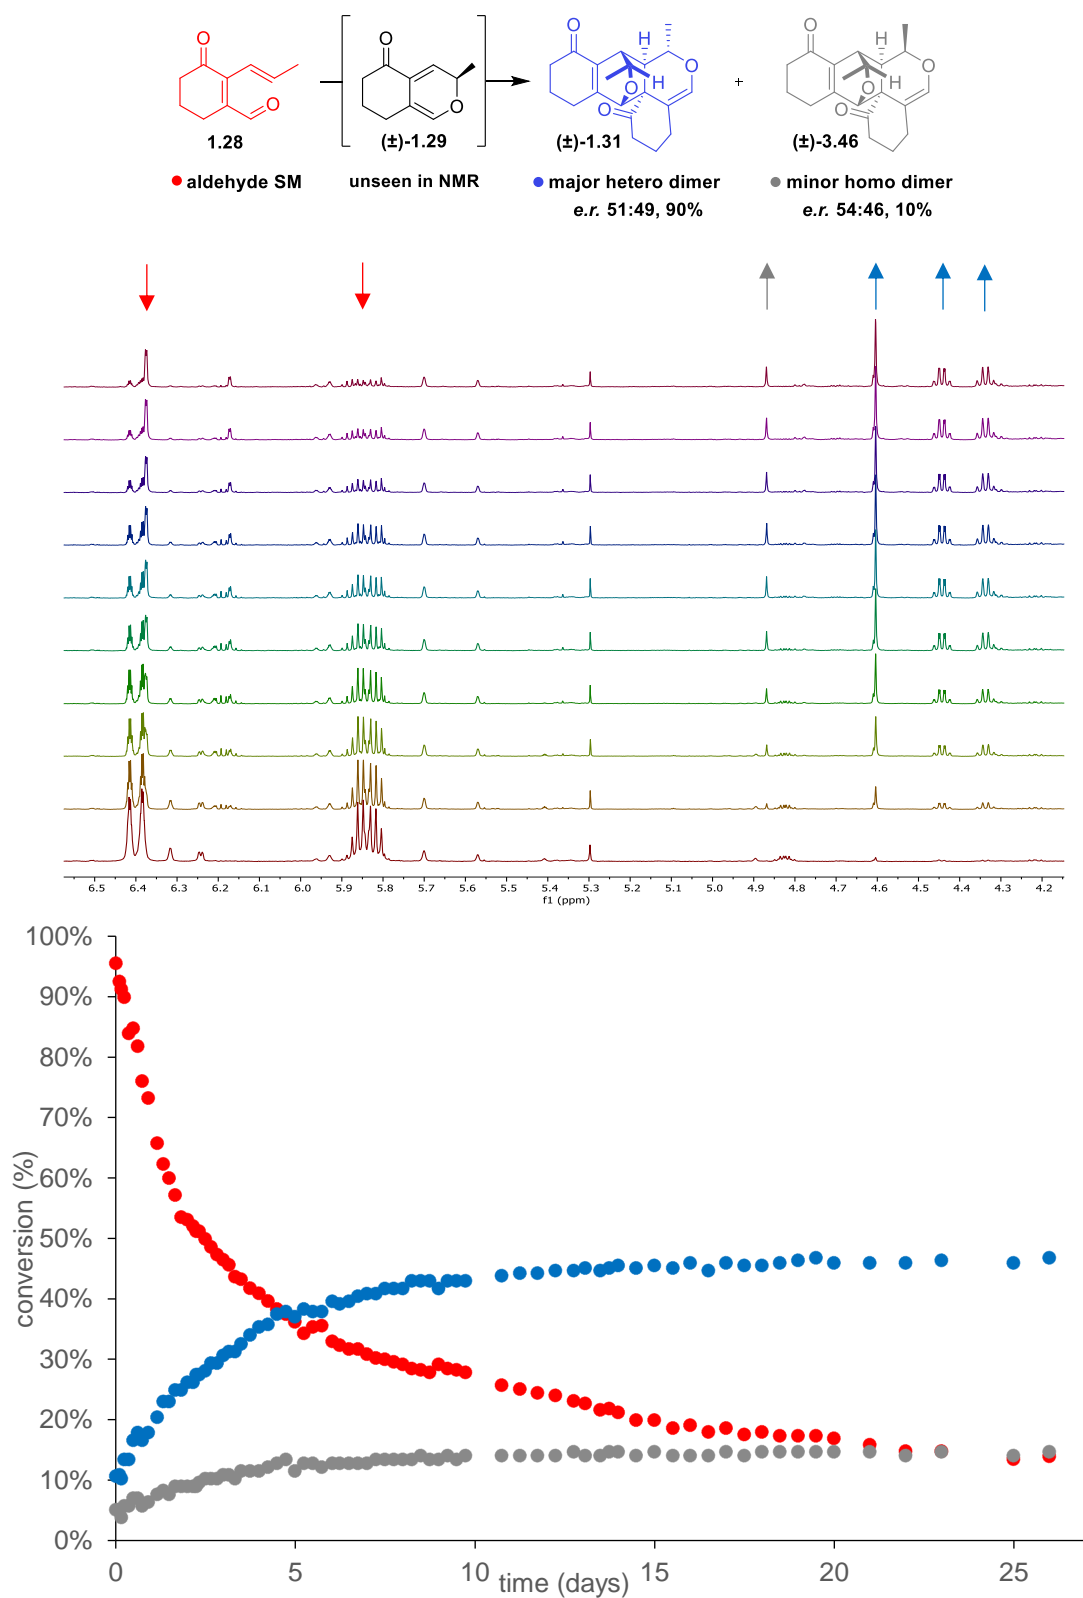 O O O H O O H O
H O H O
O O O O O
1.28 (±)-1.29 (±)-1.31 (±)-3.46
+
aldehyde SM unseen in NMR major hetero dimer minor homo dimer
e.r. 51:49, 90% e.r. 54:46, 10%
6.5 6.4 6.3 6.2 6.1 6.0 5.9 5.8 5.7 5.6 5.5 5.4 5.3 5.2 5.1 5.0 4.9 4.8 4.7 4.6 4.5 4.4 4.3 4.2
f1 (ppm)
100%
90%
80%
70%
60%
50%
40%
30%
20%
10%
0%
conversion (%)
0 5 10 15 20 25
time (days)